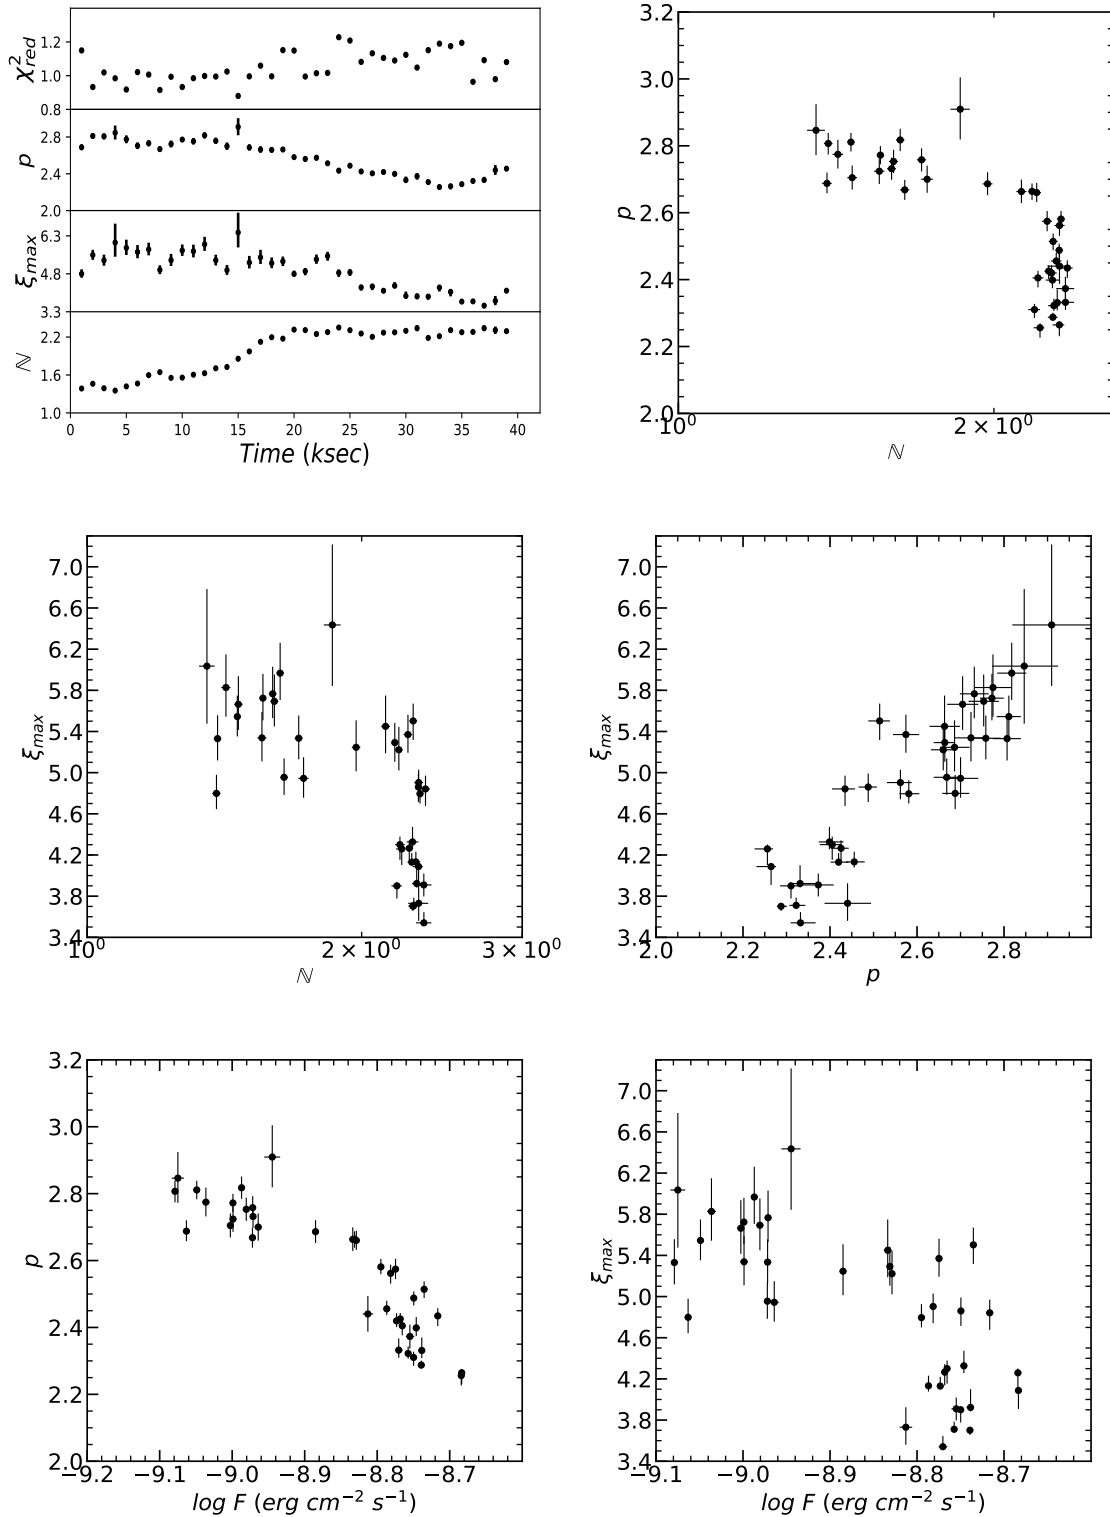 1.2
1.0
0.8
χ²red
2.8
2.4
2.0
p
6.3
4.8
3.3
ξmax
2.2
1.6
1.0
ℕ
0 5 10 15 20 25 30 35 40
Time (ksec)
3.2
3.0
2.8
2.6
2.4
2.2
2.0
p
10⁰ 2 × 10⁰
ℕ
7.0
6.6
6.2
5.8
5.4
5.0
4.6
4.2
3.8
3.4
ξmax
10⁰ 2 × 10⁰ 3 × 10⁰
ℕ
7.0
6.6
6.2
5.8
5.4
5.0
4.6
4.2
3.8
3.4
ξmax
2.0 2.2 2.4 2.6 2.8
p
3.2
3.0
2.8
2.6
2.4
2.2
2.0
p
−9.2 −9.1 −9.0 −8.9 −8.8 −8.7
log F (erg cm⁻² s⁻¹)
7.0
6.6
6.2
5.8
5.4
5.0
4.6
4.2
3.8
3.4
ξmax
−9.1 −9.0 −8.9 −8.8 −8.7
log F (erg cm⁻² s⁻¹)